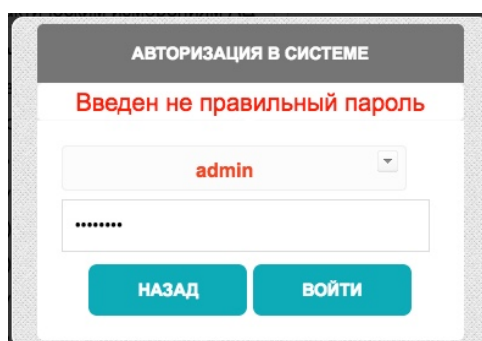 АВТОРИЗАЦИЯ В СИСТЕМЕ
Введен не правильный пароль
admin
••••••••
НАЗАД ВОЙТИ